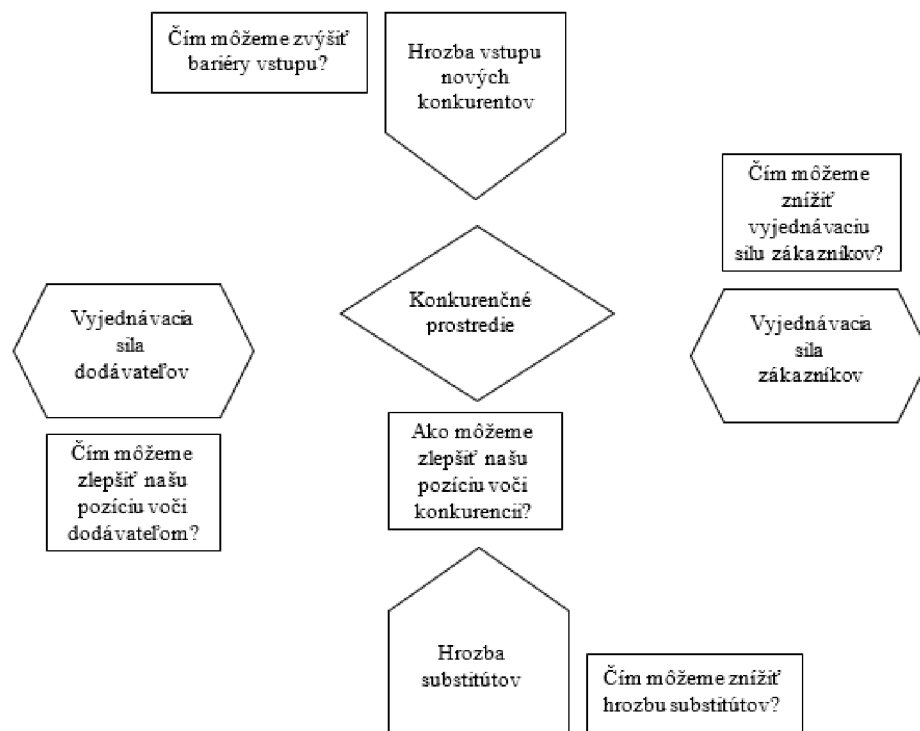 Čím môžeme zvýšiť
bariéry vstupu?
Hrozba vstupu
nových
konkurentov
Čím môžeme
znížiť
vyjednávaciu
silu zákazníkov?
Vyjednávacia
sila
dodávateľov
Konkurenčné
prostredie
Vyjednávacia
sila
zákazníkov
Čím môžeme
zlepšiť našu
pozíciu voči
dodávateľom?
Ako môžeme
zlepšiť našu
pozíciu voči
konkurencii?
Hrozba
substitútov
Čím môžeme znížiť
hrozbu substitútov?